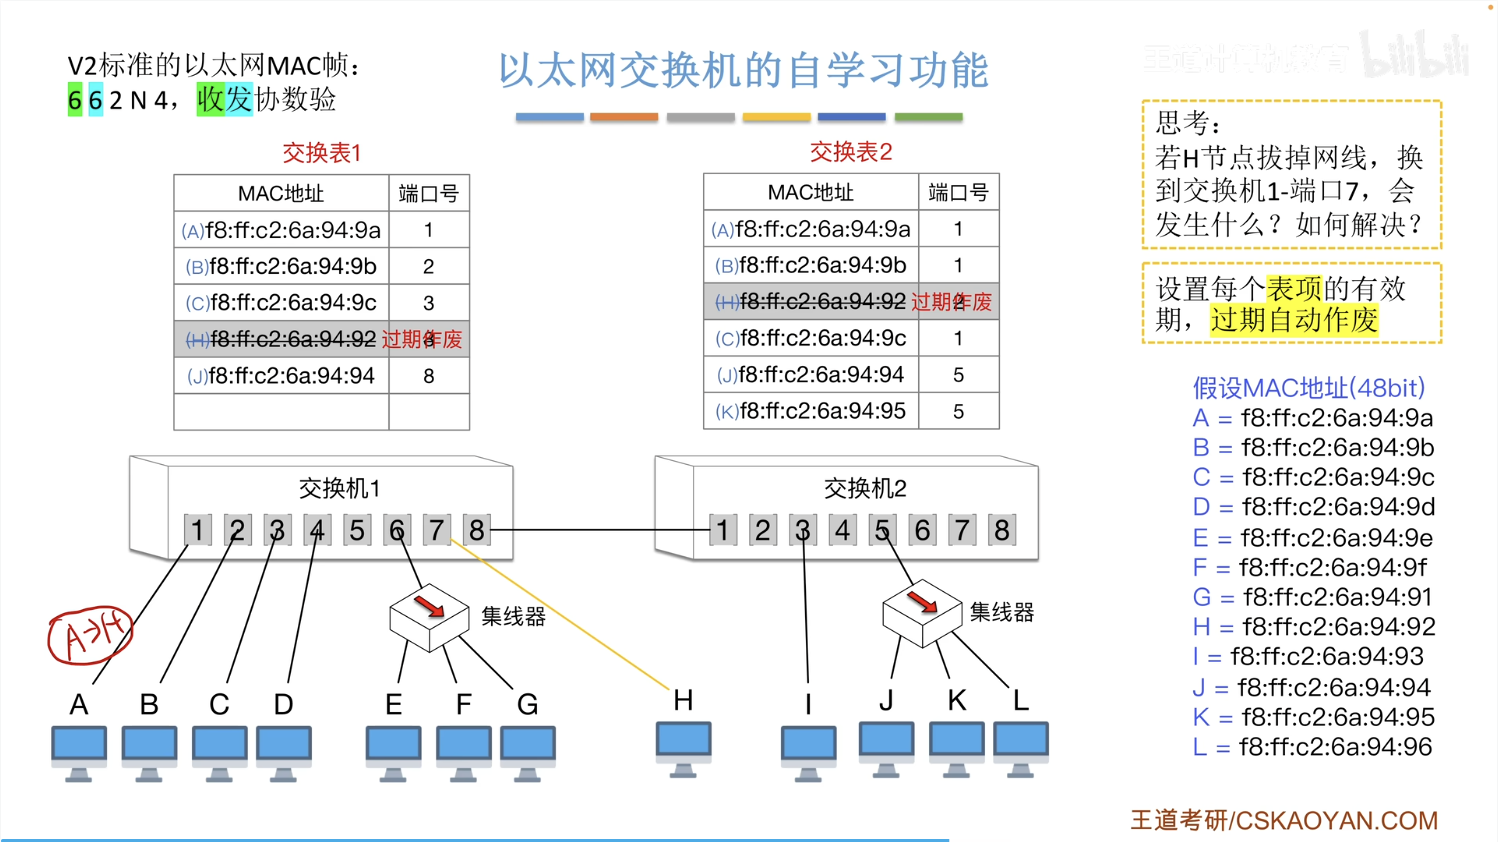 V2标准的以太网MAC帧：
6 6 2 N 4，收发协数验
以太网交换机的自学习功能
王道计算机教育 bilibili
思考：
若H节点拔掉网线，换
到交换机1-端口7，会
发生什么？如何解决？
设置每个表项的有效
期，过期自动作废
交换表1
MAC地址 端口号
(A)f8:ff:c2:6a:94:9a 1
(B)f8:ff:c2:6a:94:9b 2
(C)f8:ff:c2:6a:94:9c 3
(H)f8:ff:c2:6a:94:92 过期作废
(J)f8:ff:c2:6a:94:94 8
交换表2
MAC地址 端口号
(A)f8:ff:c2:6a:94:9a 1
(B)f8:ff:c2:6a:94:9b 1
(H)f8:ff:c2:6a:94:92 过期作废 2
(C)f8:ff:c2:6a:94:9c 1
(J)f8:ff:c2:6a:94:94 5
(K)f8:ff:c2:6a:94:95 5
假设MAC地址(48bit)
A = f8:ff:c2:6a:94:9a
B = f8:ff:c2:6a:94:9b
C = f8:ff:c2:6a:94:9c
D = f8:ff:c2:6a:94:9d
E = f8:ff:c2:6a:94:9e
F = f8:ff:c2:6a:94:9f
G = f8:ff:c2:6a:94:91
H = f8:ff:c2:6a:94:92
I = f8:ff:c2:6a:94:93
J = f8:ff:c2:6a:94:94
K = f8:ff:c2:6a:94:95
L = f8:ff:c2:6a:94:96
交换机1
1 2 3 4 5 6 7 8
交换机2
1 2 3 4 5 6 7 8
A→H
集线器
集线器
A B C D E F G H I J K L
王道考研/CSKAOYAN.COM